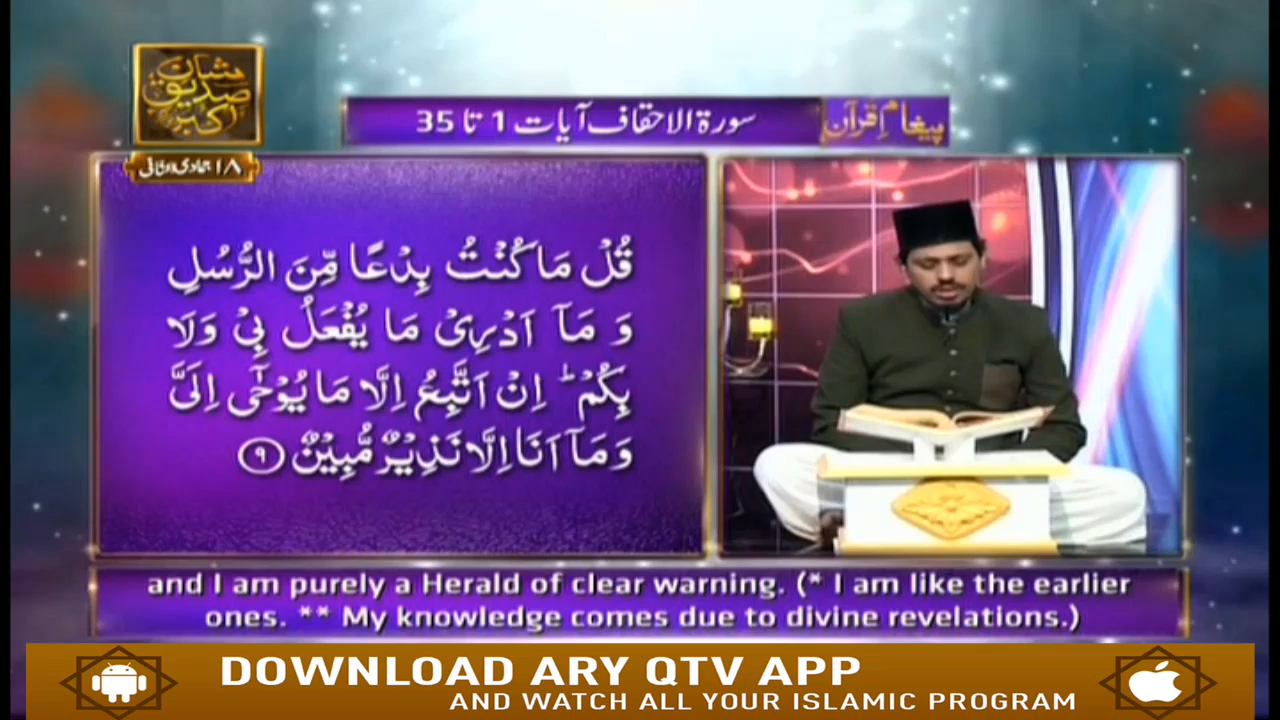 شان
صدیق
اکبر
۱۸ جمادی الثانی
پیغامِ قرآن
سورۃ الاحقاف آیات 1 تا 35
قُلْ مَا كُنْتُ بِدْعًا مِّنَ الرُّسُلِ
وَ مَاۤ اَدْرِیْ مَا یُفْعَلُ بِیْ وَلَا
بِكُمْؕ اِنْ اَتَّبِعُ اِلَّا مَا یُوْحٰۤی اِلَیَّ
وَمَاۤ اَنَا اِلَّا نَذِیْرٌ مُّبِیْنٌ ۹
and I am purely a Herald of clear warning. (* I am like the earlier
ones. ** My knowledge comes due to divine revelations.)
DOWNLOAD ARY QTV APP
AND WATCH ALL YOUR ISLAMIC PROGRAM